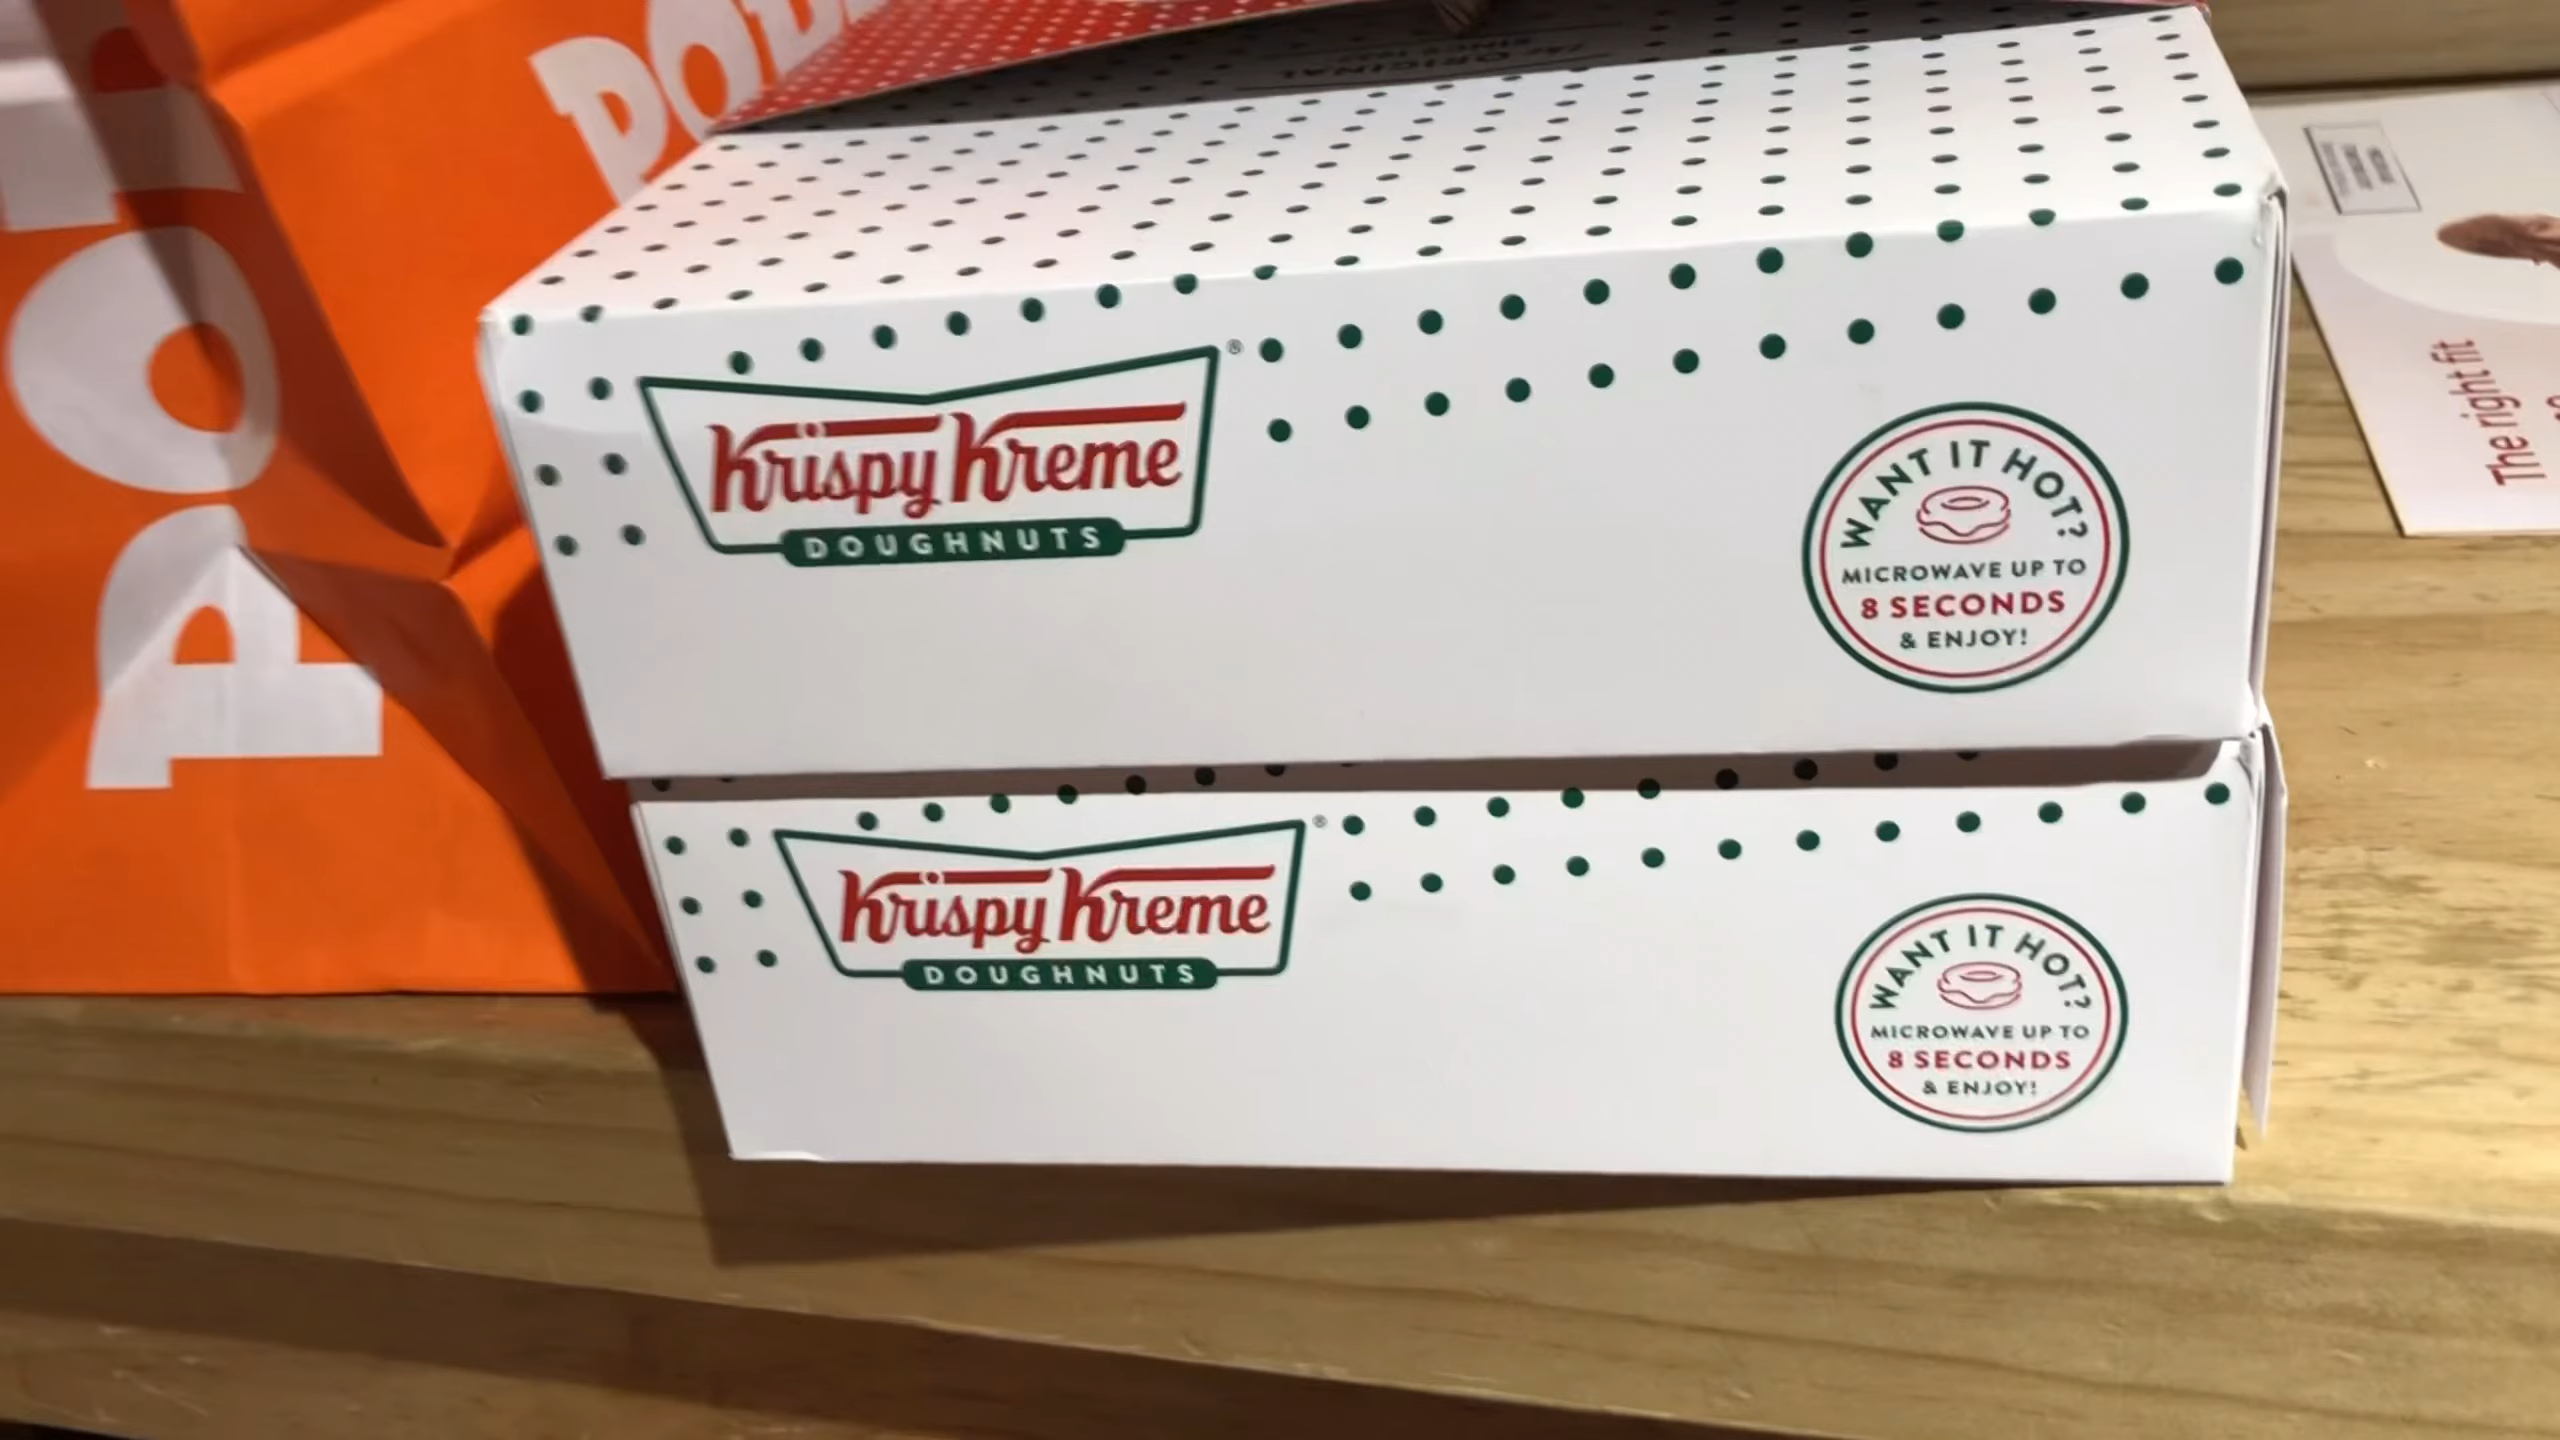 ORIGINAL
Krispy Kreme®
DOUGHNUTS
WANT IT HOT?
MICROWAVE UP TO
8 SECONDS
& ENJOY!
Krispy Kreme®
DOUGHNUTS
WANT IT HOT?
MICROWAVE UP TO
8 SECONDS
& ENJOY!
The right fit